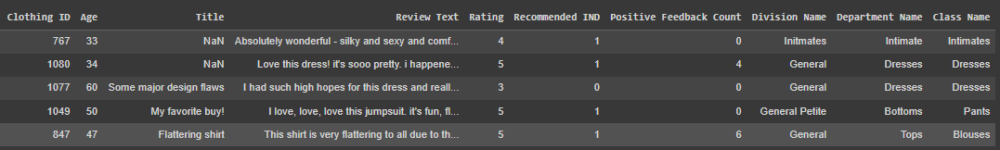 Clothing ID Age Title Review Text Rating Recommended IND Positive Feedback Count Division Name Department Name Class Name
767 33 NaN Absolutely wonderful - silky and sexy and comf... 4 1 0 Initmates Intimate Intimates
1080 34 NaN Love this dress! it's sooo pretty. i happene... 5 1 4 General Dresses Dresses
1077 60 Some major design flaws I had such high hopes for this dress and reall... 3 0 0 General Dresses Dresses
1049 50 My favorite buy! I love, love, love this jumpsuit. it's fun, fl... 5 1 0 General Petite Bottoms Pants
847 47 Flattering shirt This shirt is very flattering to all due to th... 5 1 6 General Tops Blouses